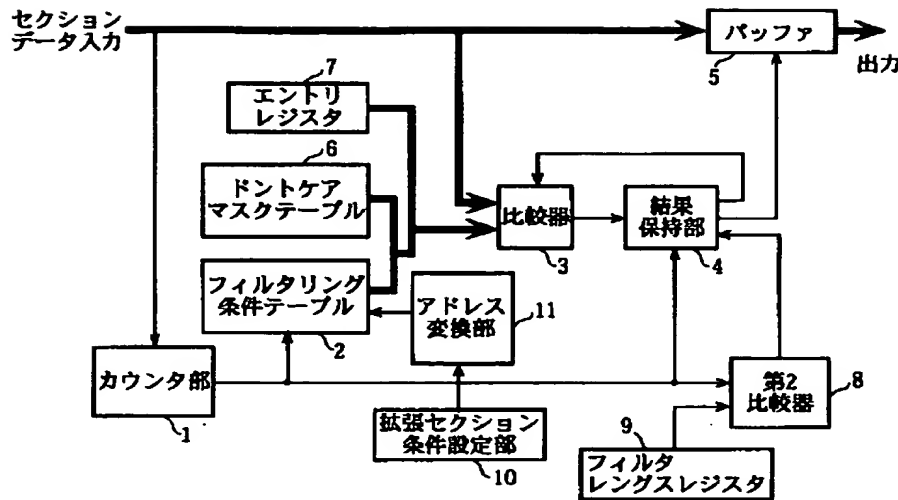 セクション
データ入力
バッファ
5
出力
7
エントリ
レジスタ
6
ドントケア
マスクテーブル
比較器
3
結果
保持部
4
フィルタリング
条件テーブル
2
アドレス
変換部
11
カウンタ部
1
第2
比較器
8
拡張セクション
条件設定部
10
9
フィルタ
レングスレジスタ